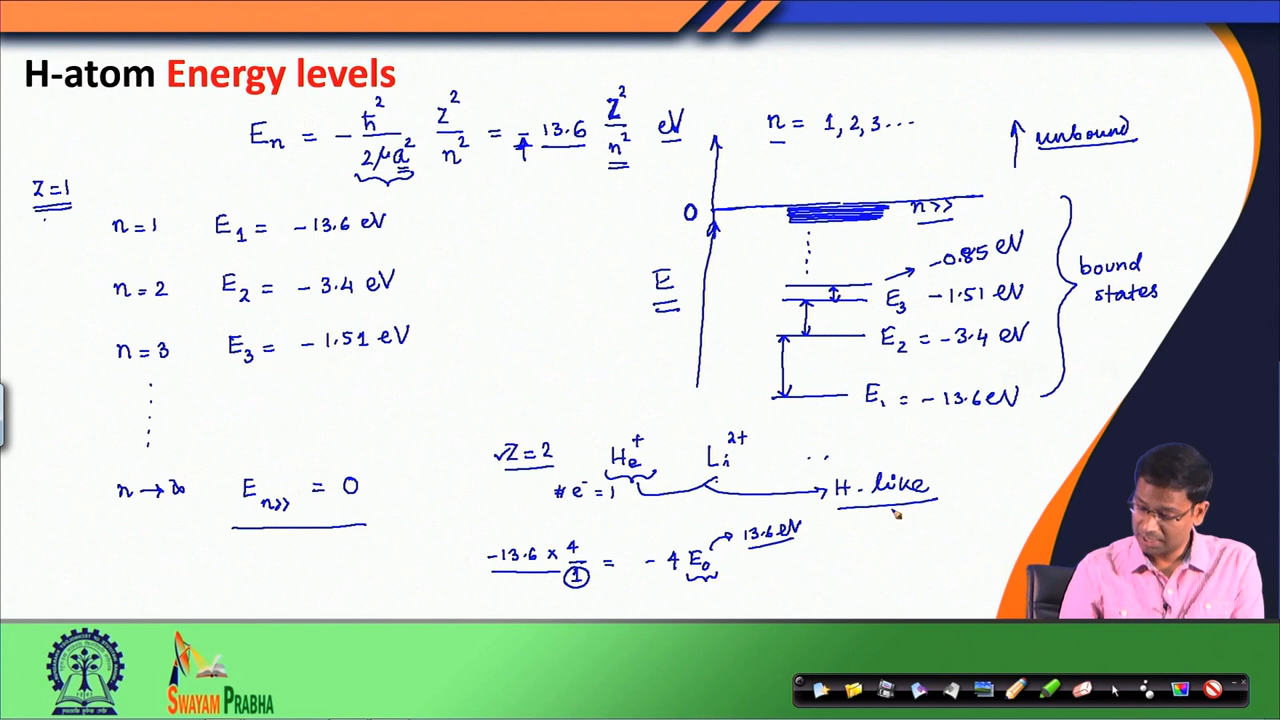 H-atom Energy levels
Eₙ = - ħ²/2μa² Z²/n² = - 13.6 Z²/n² eV
n = 1, 2, 3 ...
unbound
Z = 1
n = 1 E₁ = -13.6 eV
n = 2 E₂ = - 3.4 eV
n = 3 E₃ = - 1.51 eV
n → ∞ Eₙ>> = 0
0
n >>
E
-0.85 eV
E₃ -1.51 eV
E₂ = -3.4 eV
E₁ = -13.6 eV
bound
states
√Z = 2 He⁺ Li²⁺ ..
# e⁻ = 1
H-like
-13.6 × 4/1 = - 4 E₀ → 13.6 eV
SWAYAM PRABHA